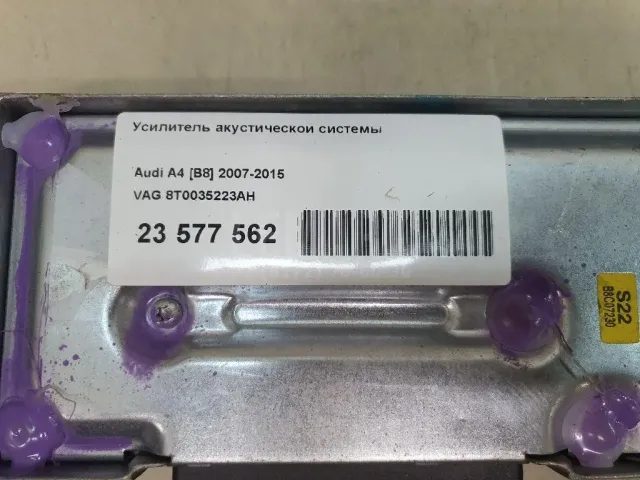 Усилитель акустической системы
Audi A4 [B8] 2007-2015
VAG 8T0035223AH
23 577 562
S22
B8C07230